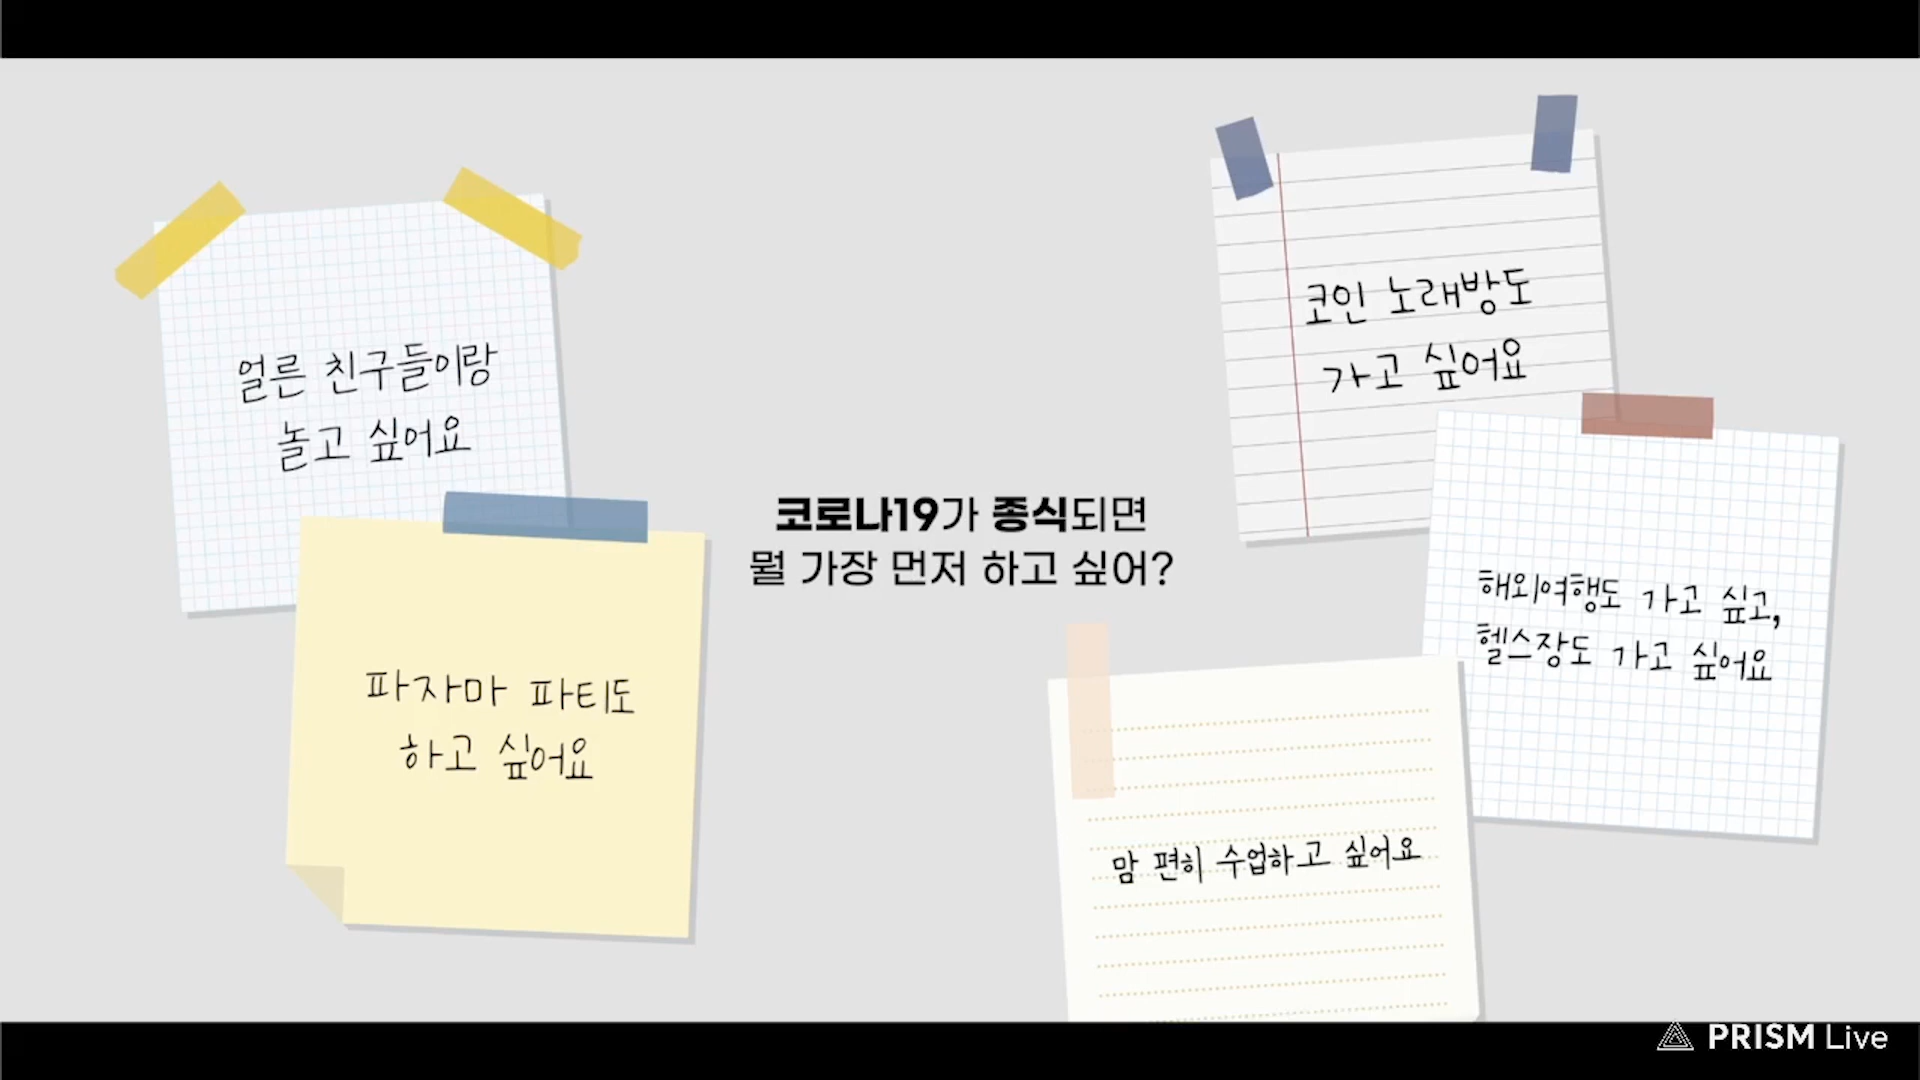 얼른 친구들이랑
놀고 싶어요
파자마 파티도
하고 싶어요
코로나19가 종식되면
뭘 가장 먼저 하고 싶어?
코인 노래방도
가고 싶어요
해외여행도 가고 싶고,
헬스장도 가고 싶어요
맘 편히 수업하고 싶어요
PRISM Live